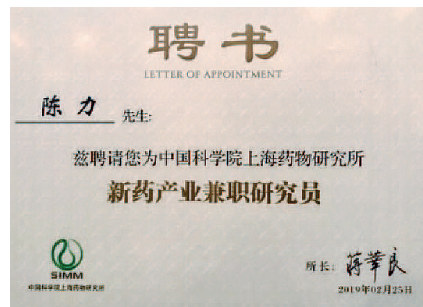 聘书
LETTER OF APPOINTMENT
陈力 先生:
兹聘请您为中国科学院上海药物研究所
新药产业兼职研究员
SIMM
中国科学院上海药物研究所
所长: 蒋华良
2019年02月25日